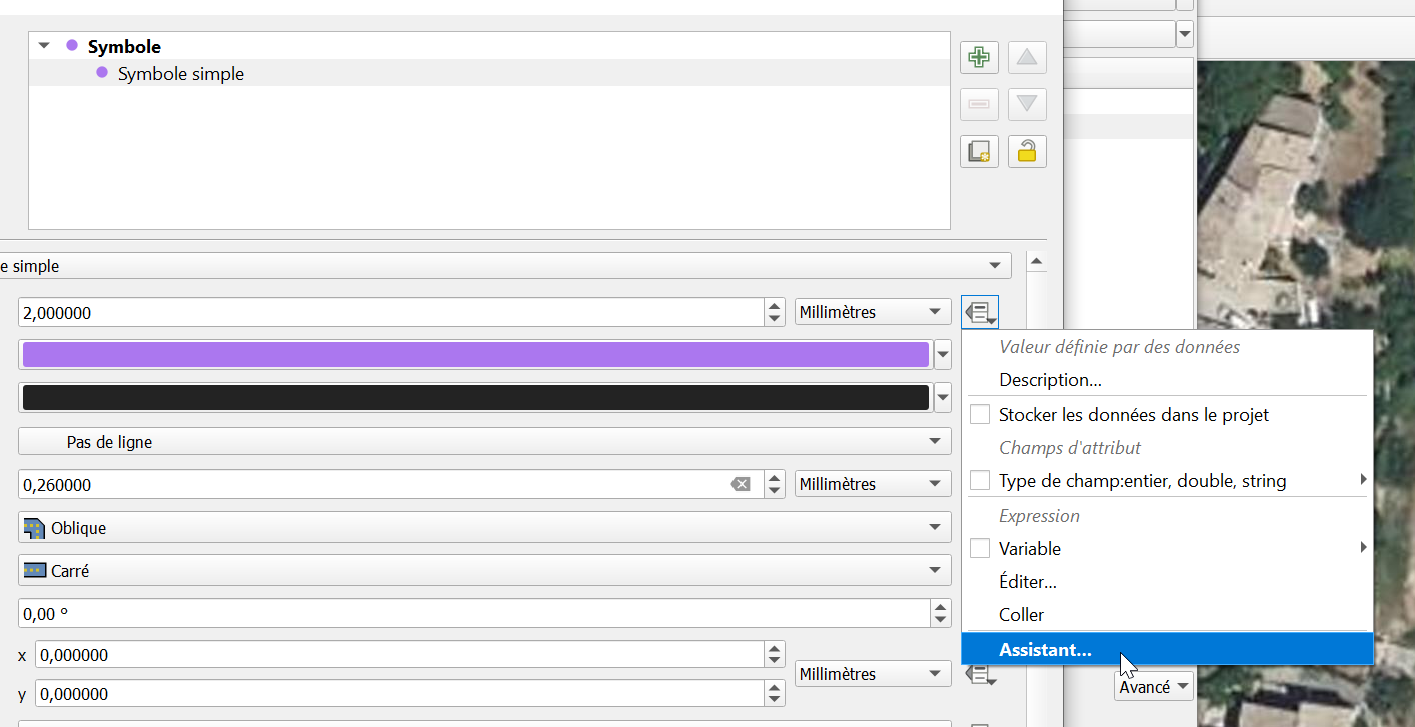 Symbole
Symbole simple
e simple
2,000000
Millimètres
Valeur définie par des données
Description...
Stocker les données dans le projet
Pas de ligne
Champs d'attribut
0,260000
Millimètres
Type de champ:entier, double, string
Expression
Oblique
Variable
Carré
Éditer...
0,00 °
Coller
x 0,000000
Assistant...
Millimètres
y 0,000000
Avancé